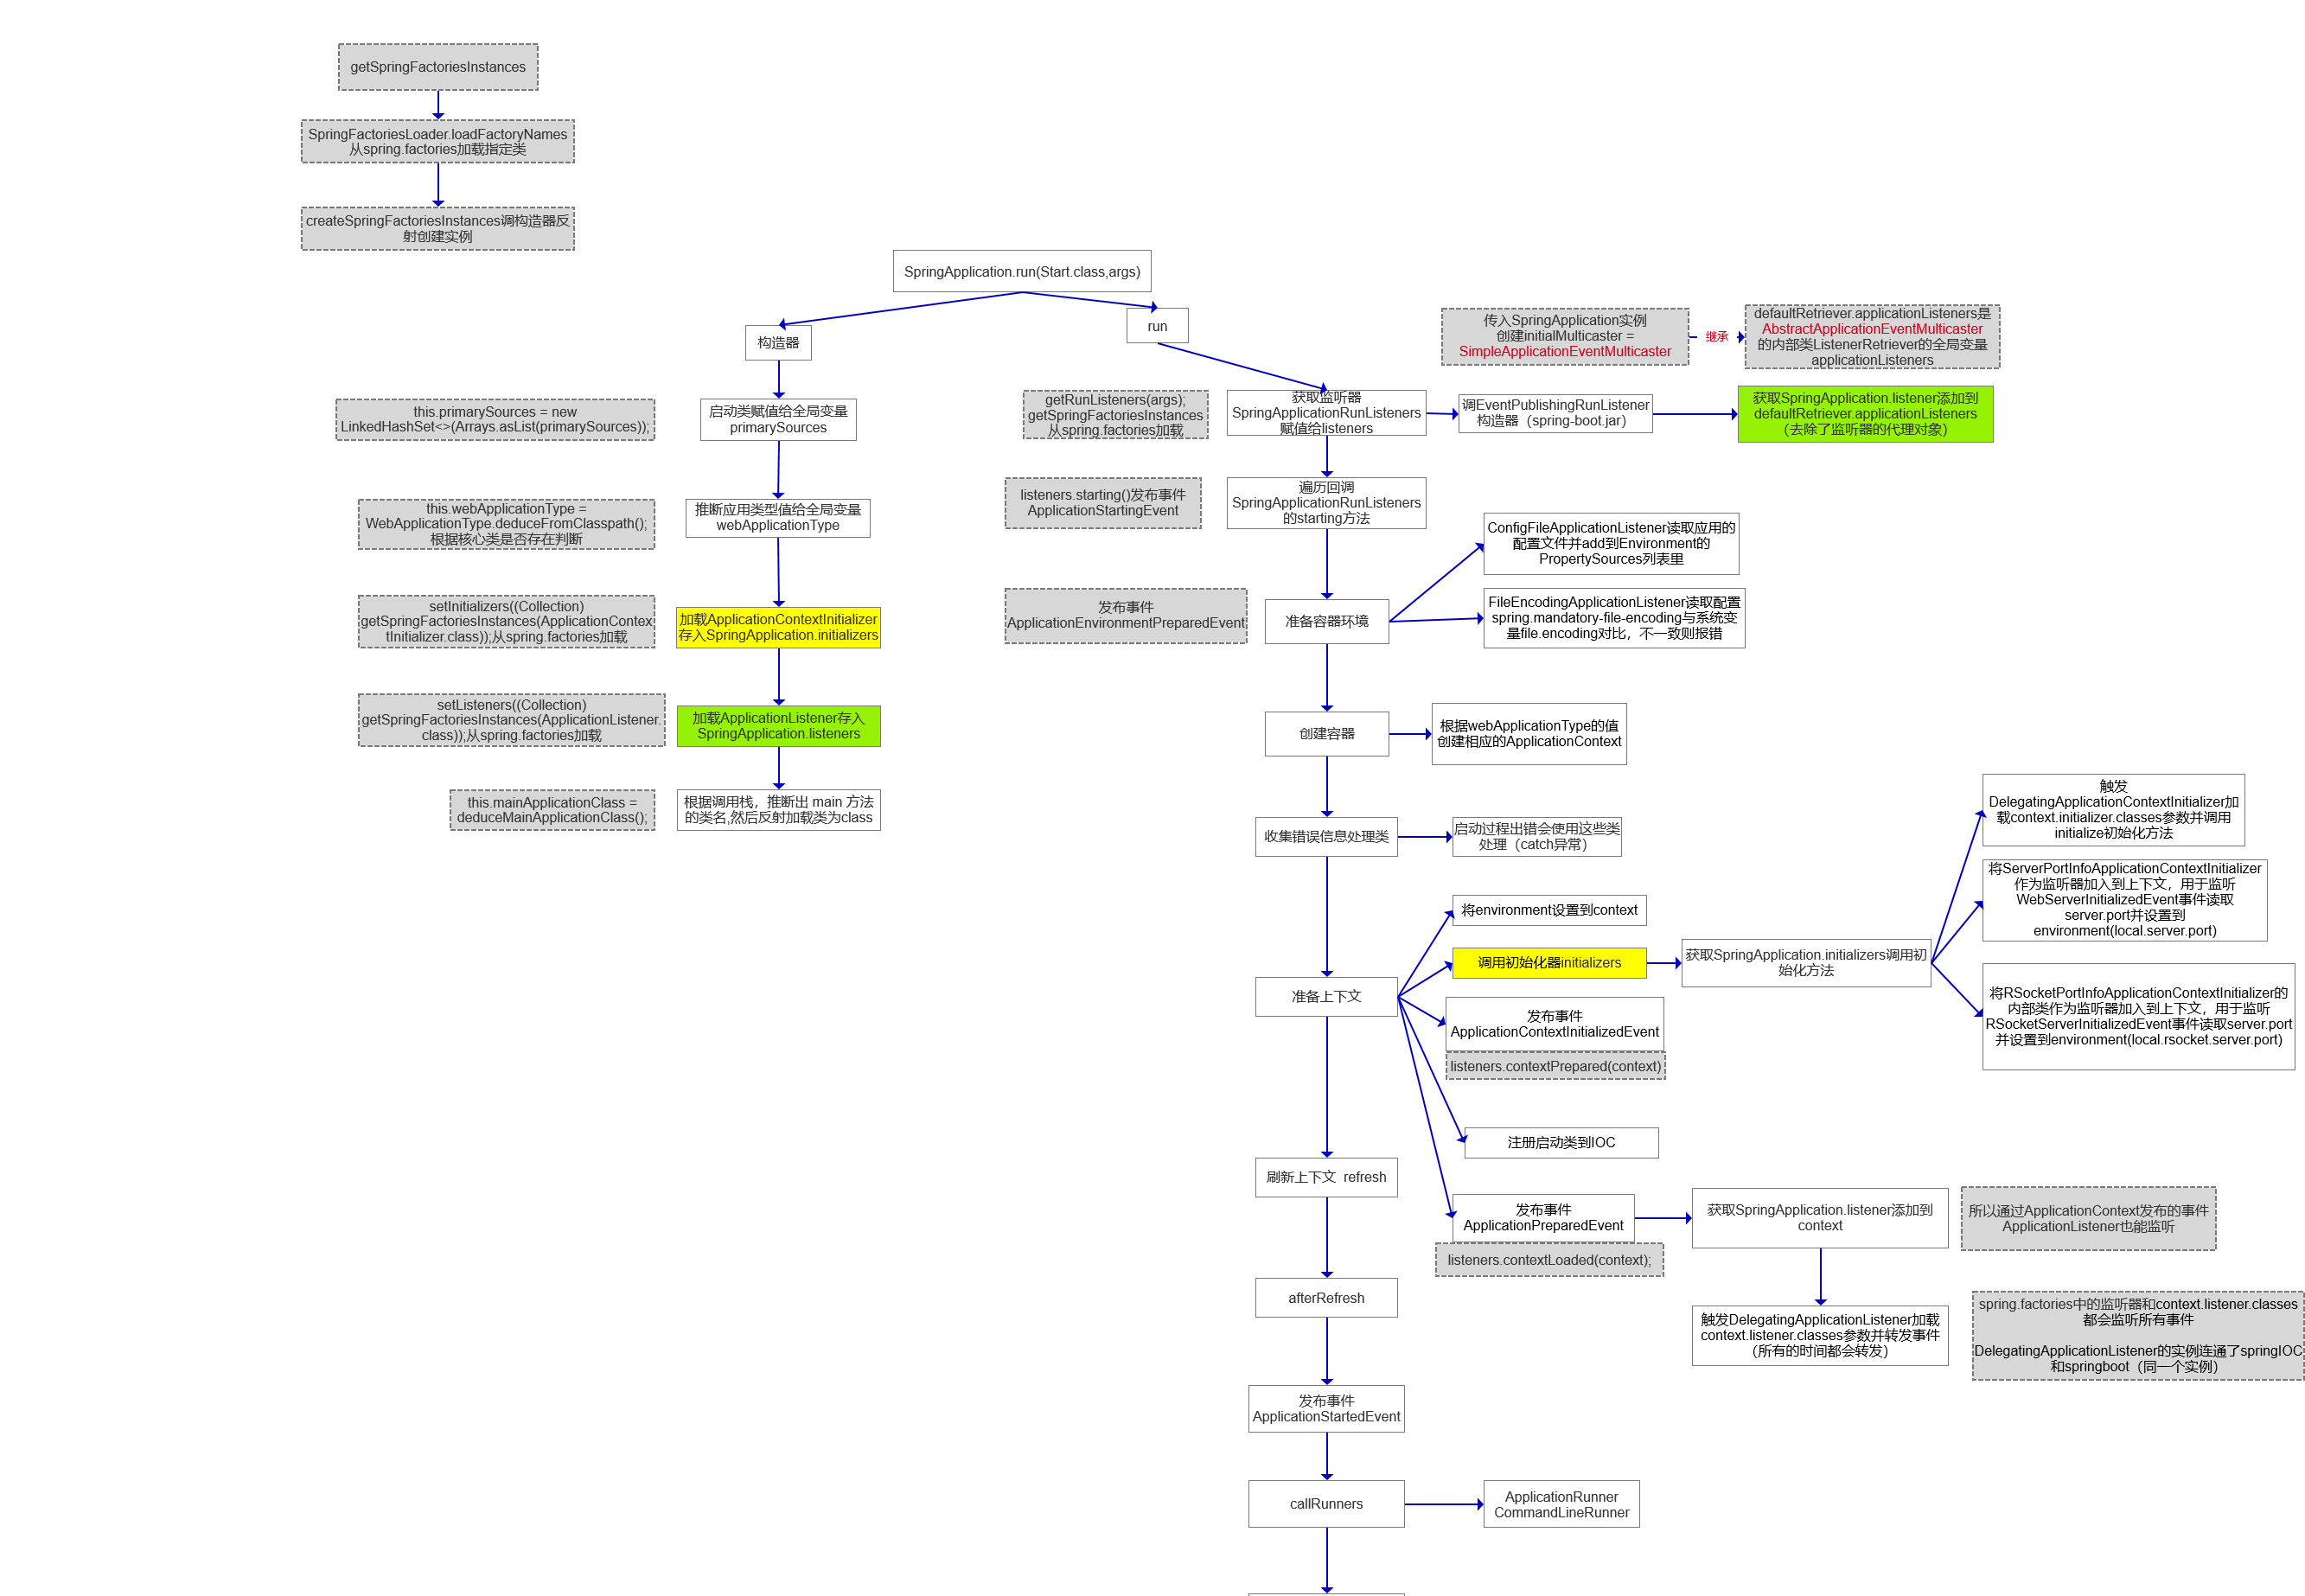 getSpringFactoriesInstances
SpringFactoriesLoader.loadFactoryNames
从spring.factories加载指定类
createSpringFactoriesInstances调构造器反
射创建实例
SpringApplication.run(Start.class,args)
构造器
run
启动类赋值给全局变量
primarySources
this.primarySources = new
LinkedHashSet<>(Arrays.asList(primarySources));
推断应用类型值给全局变量
webApplicationType
this.webApplicationType =
WebApplicationType.deduceFromClasspath();
根据核心类是否存在判断
加载ApplicationContextInitializer
存入SpringApplication.initializers
setInitializers((Collection)
getSpringFactoriesInstances(ApplicationContex
tInitializer.class));从spring.factories加载
加载ApplicationListener存入
SpringApplication.listeners
setListeners((Collection)
getSpringFactoriesInstances(ApplicationListener.
class));从spring.factories加载
根据调用栈，推断出 main 方法
的类名,然后反射加载类为class
this.mainApplicationClass =
deduceMainApplicationClass();
传入SpringApplication实例
创建initialMulticaster =
SimpleApplicationEventMulticaster
继承
defaultRetriever.applicationListeners是
AbstractApplicationEventMulticaster
的内部类ListenerRetriever的全局变量
applicationListeners
getRunListeners(args);
getSpringFactoriesInstances
从spring.factories加载
获取监听器
SpringApplicationRunListeners
赋值给listeners
调EventPublishingRunListener
构造器（spring-boot.jar）
获取SpringApplication.listener添加到
defaultRetriever.applicationListeners
（去除了监听器的代理对象）
listeners.starting()发布事件
ApplicationStartingEvent
遍历回调
SpringApplicationRunListeners
的starting方法
发布事件
ApplicationEnvironmentPreparedEvent
准备容器环境
ConfigFileApplicationListener读取应用的
配置文件并add到Environment的
PropertySources列表里
FileEncodingApplicationListener读取配置
spring.mandatory-file-encoding与系统变
量file.encoding对比，不一致则报错
创建容器
根据webApplicationType的值
创建相应的ApplicationContext
收集错误信息处理类
启动过程出错会使用这些类
处理（catch异常）
准备上下文
将environment设置到context
调用初始化器initializers
获取SpringApplication.initializers调用初
始化方法
触发
DelegatingApplicationContextInitializer加
载context.initializer.classes参数并调用
initialize初始化方法
将ServerPortInfoApplicationContextInitializer
作为监听器加入到上下文，用于监听
WebServerInitializedEvent事件读取
server.port并设置到
environment(local.server.port)
将RSocketPortInfoApplicationContextInitializer的
内部类作为监听器加入到上下文，用于监听
RSocketServerInitializedEvent事件读取server.port
并设置到environment(local.rsocket.server.port)
发布事件
ApplicationContextInitializedEvent
listeners.contextPrepared(context)
注册启动类到IOC
发布事件
ApplicationPreparedEvent
listeners.contextLoaded(context);
获取SpringApplication.listener添加到
context
所以通过ApplicationContext发布的事件
ApplicationListener也能监听
触发DelegatingApplicationListener加载
context.listener.classes参数并转发事件
（所有的时间都会转发）
spring.factories中的监听器和context.listener.classes
都会监听所有事件
DelegatingApplicationListener的实例连通了springIOC
和springboot（同一个实例）
刷新上下文 refresh
afterRefresh
发布事件
ApplicationStartedEvent
callRunners
ApplicationRunner
CommandLineRunner